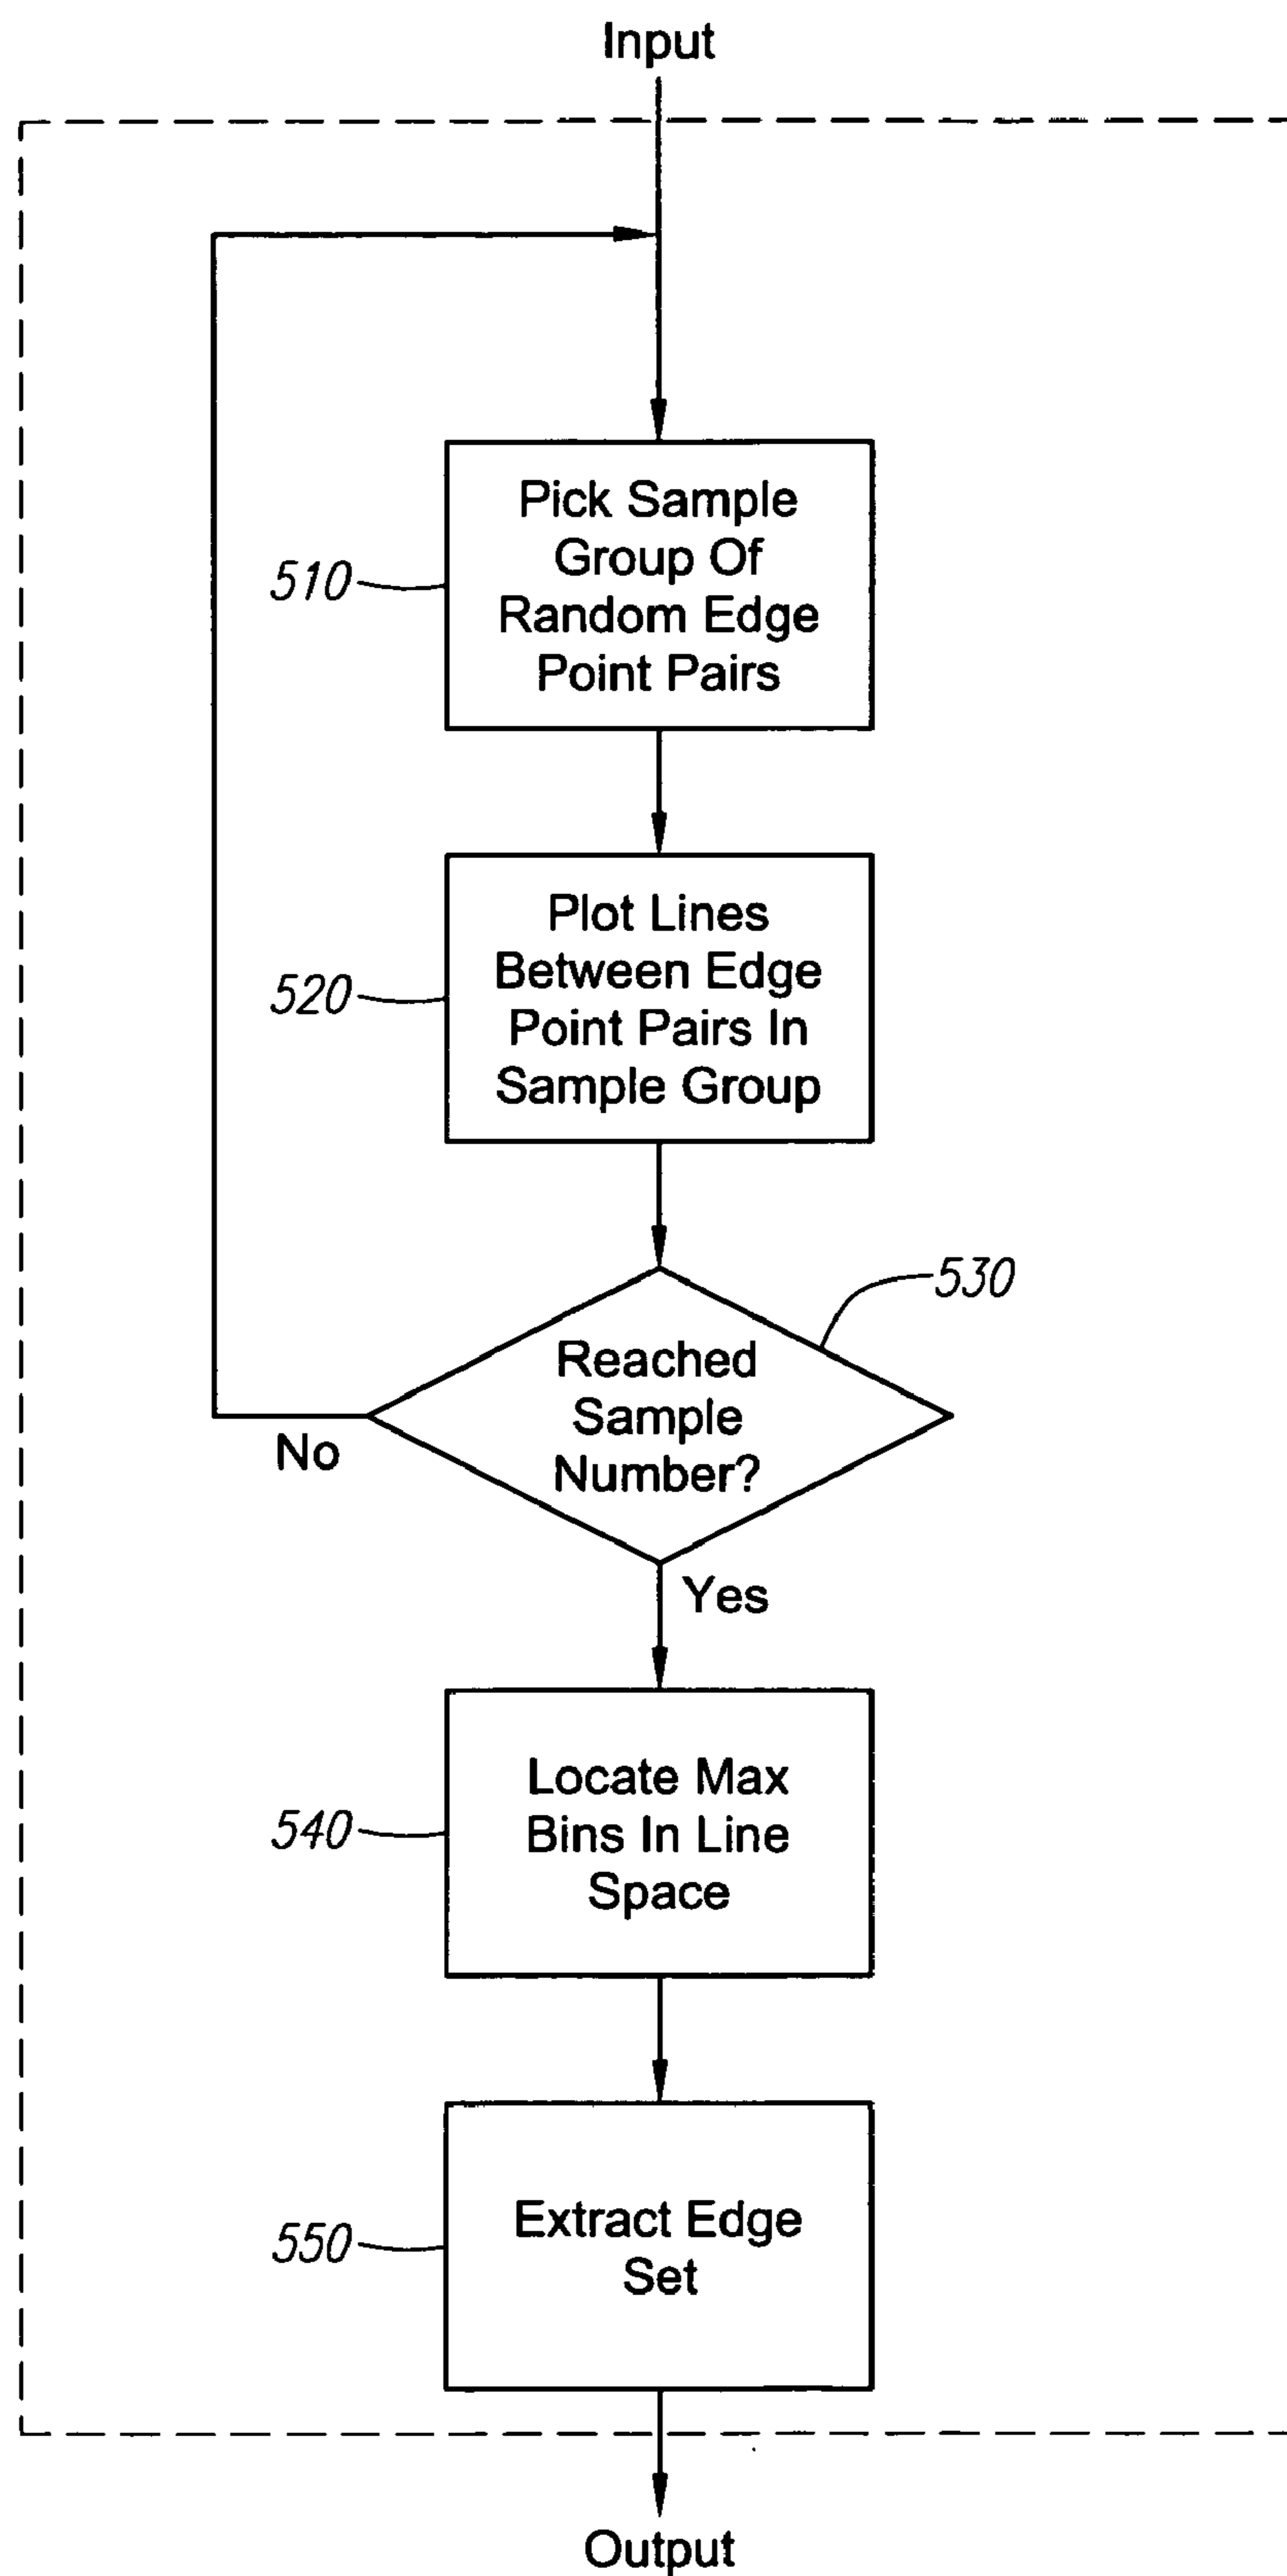 Input
Pick Sample
Group Of
Random Edge
Point Pairs
510
Plot Lines
Between Edge
Point Pairs In
Sample Group
520
530
Reached
Sample
Number?
No
Yes
Locate Max
Bins In Line
Space
540
Extract Edge
Set
550
Output